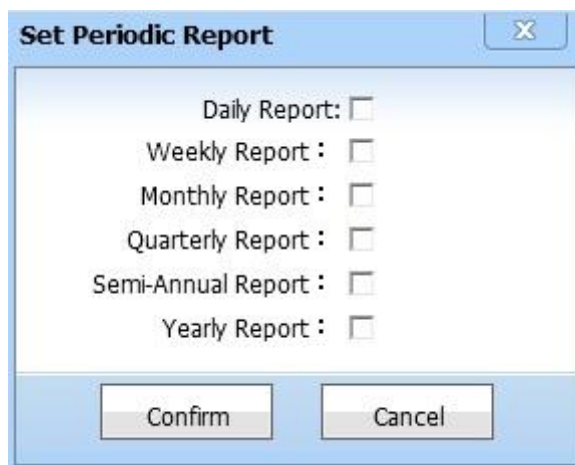 Set Periodic Report
Daily Report:
Weekly Report：
Monthly Report：
Quarterly Report：
Semi-Annual Report：
Yearly Report：
Confirm Cancel